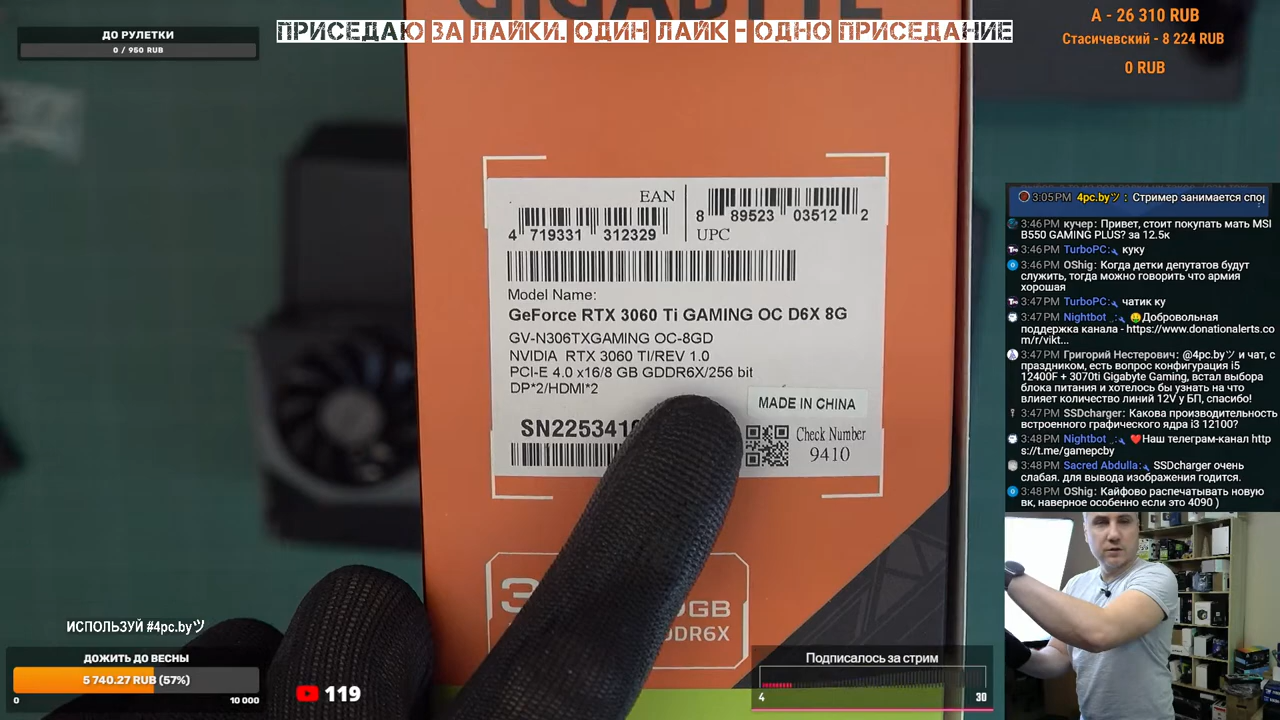 GIGABYTE
ДО РУЛЕТКИ
0 / 950 RUB
ПРИСЕДАЮ ЗА ЛАЙКИ. ОДИН ЛАЙК - ОДНО ПРИСЕДАНИЕ
А - 26 310 RUB
Стасичевский - 8 224 RUB
0 RUB
EAN
4 719331 312329
8 89523 03512 2
UPC
Model Name:
GeForce RTX 3060 Ti GAMING OC D6X 8G
GV-N306TXGAMING OC-8GD
NVIDIA RTX 3060 TI/REV 1.0
PCI-E 4.0 x16/8 GB GDDR6X/256 bit
DP*2/HDMI*2
MADE IN CHINA
SN225341
Check Number
9410
3:05 PM 4pc.byツ : Стример занимается
3:46 PM кучер: Привет, стоит покупать мать MSI
B550 GAMING PLUS? за 12.5к
3:46 PM TurboPC: куку
3:46 PM OShig: Когда детки депутатов будут
служить, тогда можно говорить что армия
хорошая
3:47 PM TurboPC: чатик ку
3:47 PM Nightbot : Добровольная
поддержка канала - https://www.donationalerts.co
m/r/vikt...
3:47 PM Григорий Нестерович: @4pc.byツ и чат, с
праздником, есть вопрос конфигурация i5
12400F + 3070ti Gigabyte Gaming, встал выбора
блока питания и хотелось бы узнать на что
влияет количество линий 12V у БП, спасибо!
3:47 PM SSDcharger: Какова производительность
встроенного графического ядра i3 12100?
3:48 PM Nightbot : ❤Наш телеграм-канал http
s://t.me/gamepcby
3:48 PM Sacred Abdulla: SSDcharger очень
слабая. для вывода изображения годится.
3:48 PM OShig: Кайфово распечатывать новую
вк, наверное особенно если это 4090 )
ИСПОЛЬЗУЙ #4pc.byツ
ДОЖИТЬ ДО ВЕСНЫ
5 740.27 RUB (57%)
0 10 000
119
Подписалось за стрим
4 30